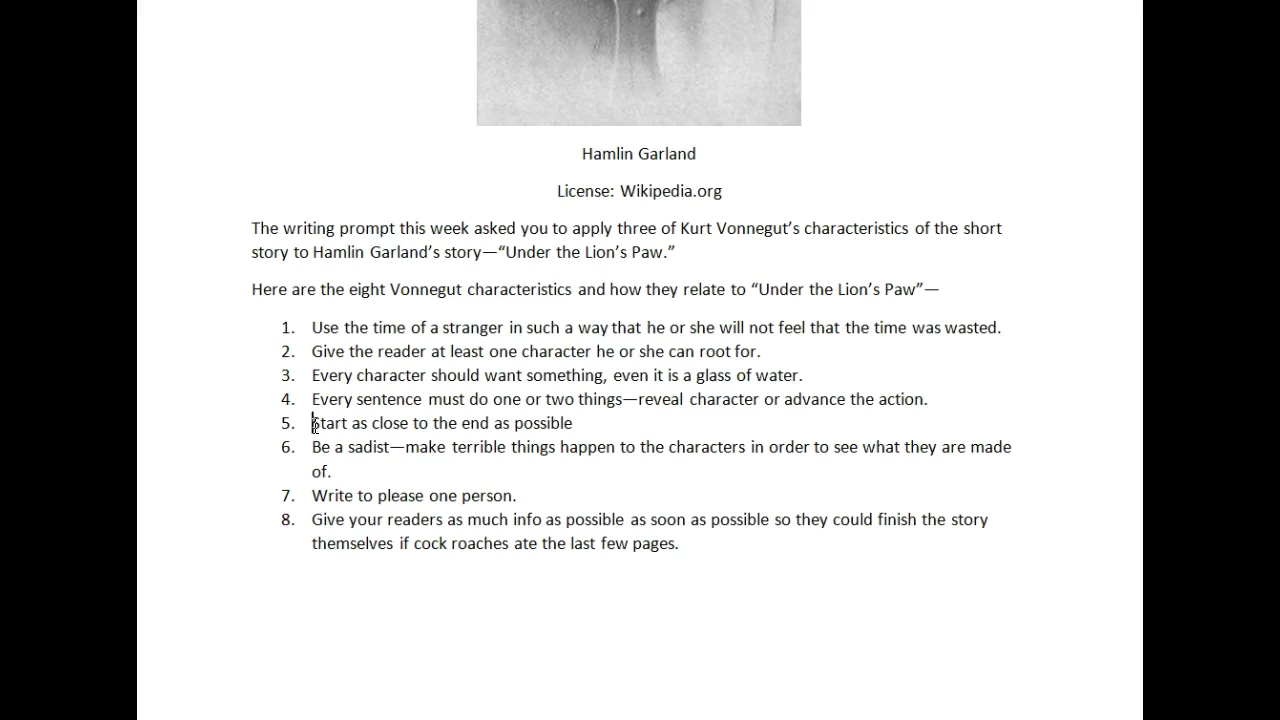 Hamlin Garland
License: Wikipedia.org
The writing prompt this week asked you to apply three of Kurt Vonnegut’s characteristics of the short
story to Hamlin Garland’s story—“Under the Lion’s Paw.”
Here are the eight Vonnegut characteristics and how they relate to “Under the Lion’s Paw”—
1. Use the time of a stranger in such a way that he or she will not feel that the time was wasted.
2. Give the reader at least one character he or she can root for.
3. Every character should want something, even it is a glass of water.
4. Every sentence must do one or two things—reveal character or advance the action.
5. Start as close to the end as possible
6. Be a sadist—make terrible things happen to the characters in order to see what they are made
of.
7. Write to please one person.
8. Give your readers as much info as possible as soon as possible so they could finish the story
themselves if cock roaches ate the last few pages.